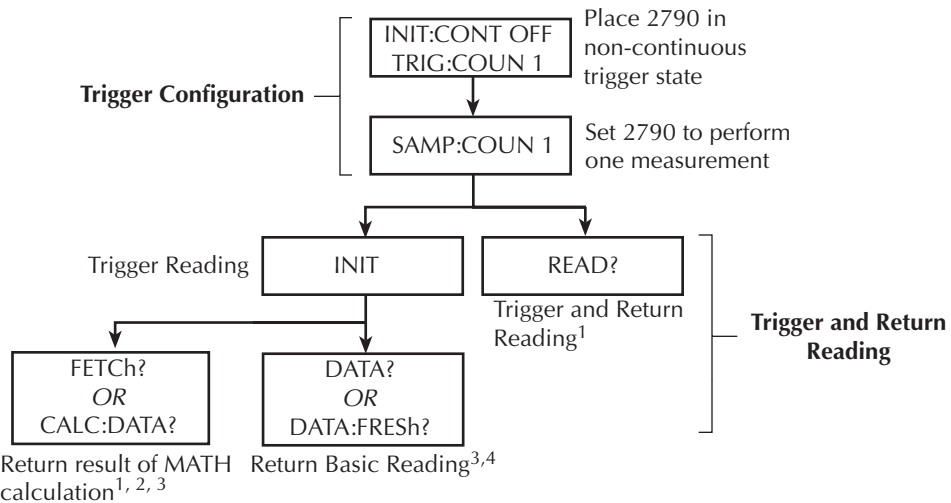 INIT:CONT OFF
TRIG:COUN 1
Place 2790 in
non-continuous
trigger state
Trigger Configuration
SAMP:COUN 1
Set 2790 to perform
one measurement
Trigger Reading
INIT
READ?
Trigger and Return
Reading1
Trigger and Return
Reading
FETCh?
OR
CALC:DATA?
DATA?
OR
DATA:FRESh?
Return result of MATH
calculation1, 2, 3
Return Basic Reading3,4